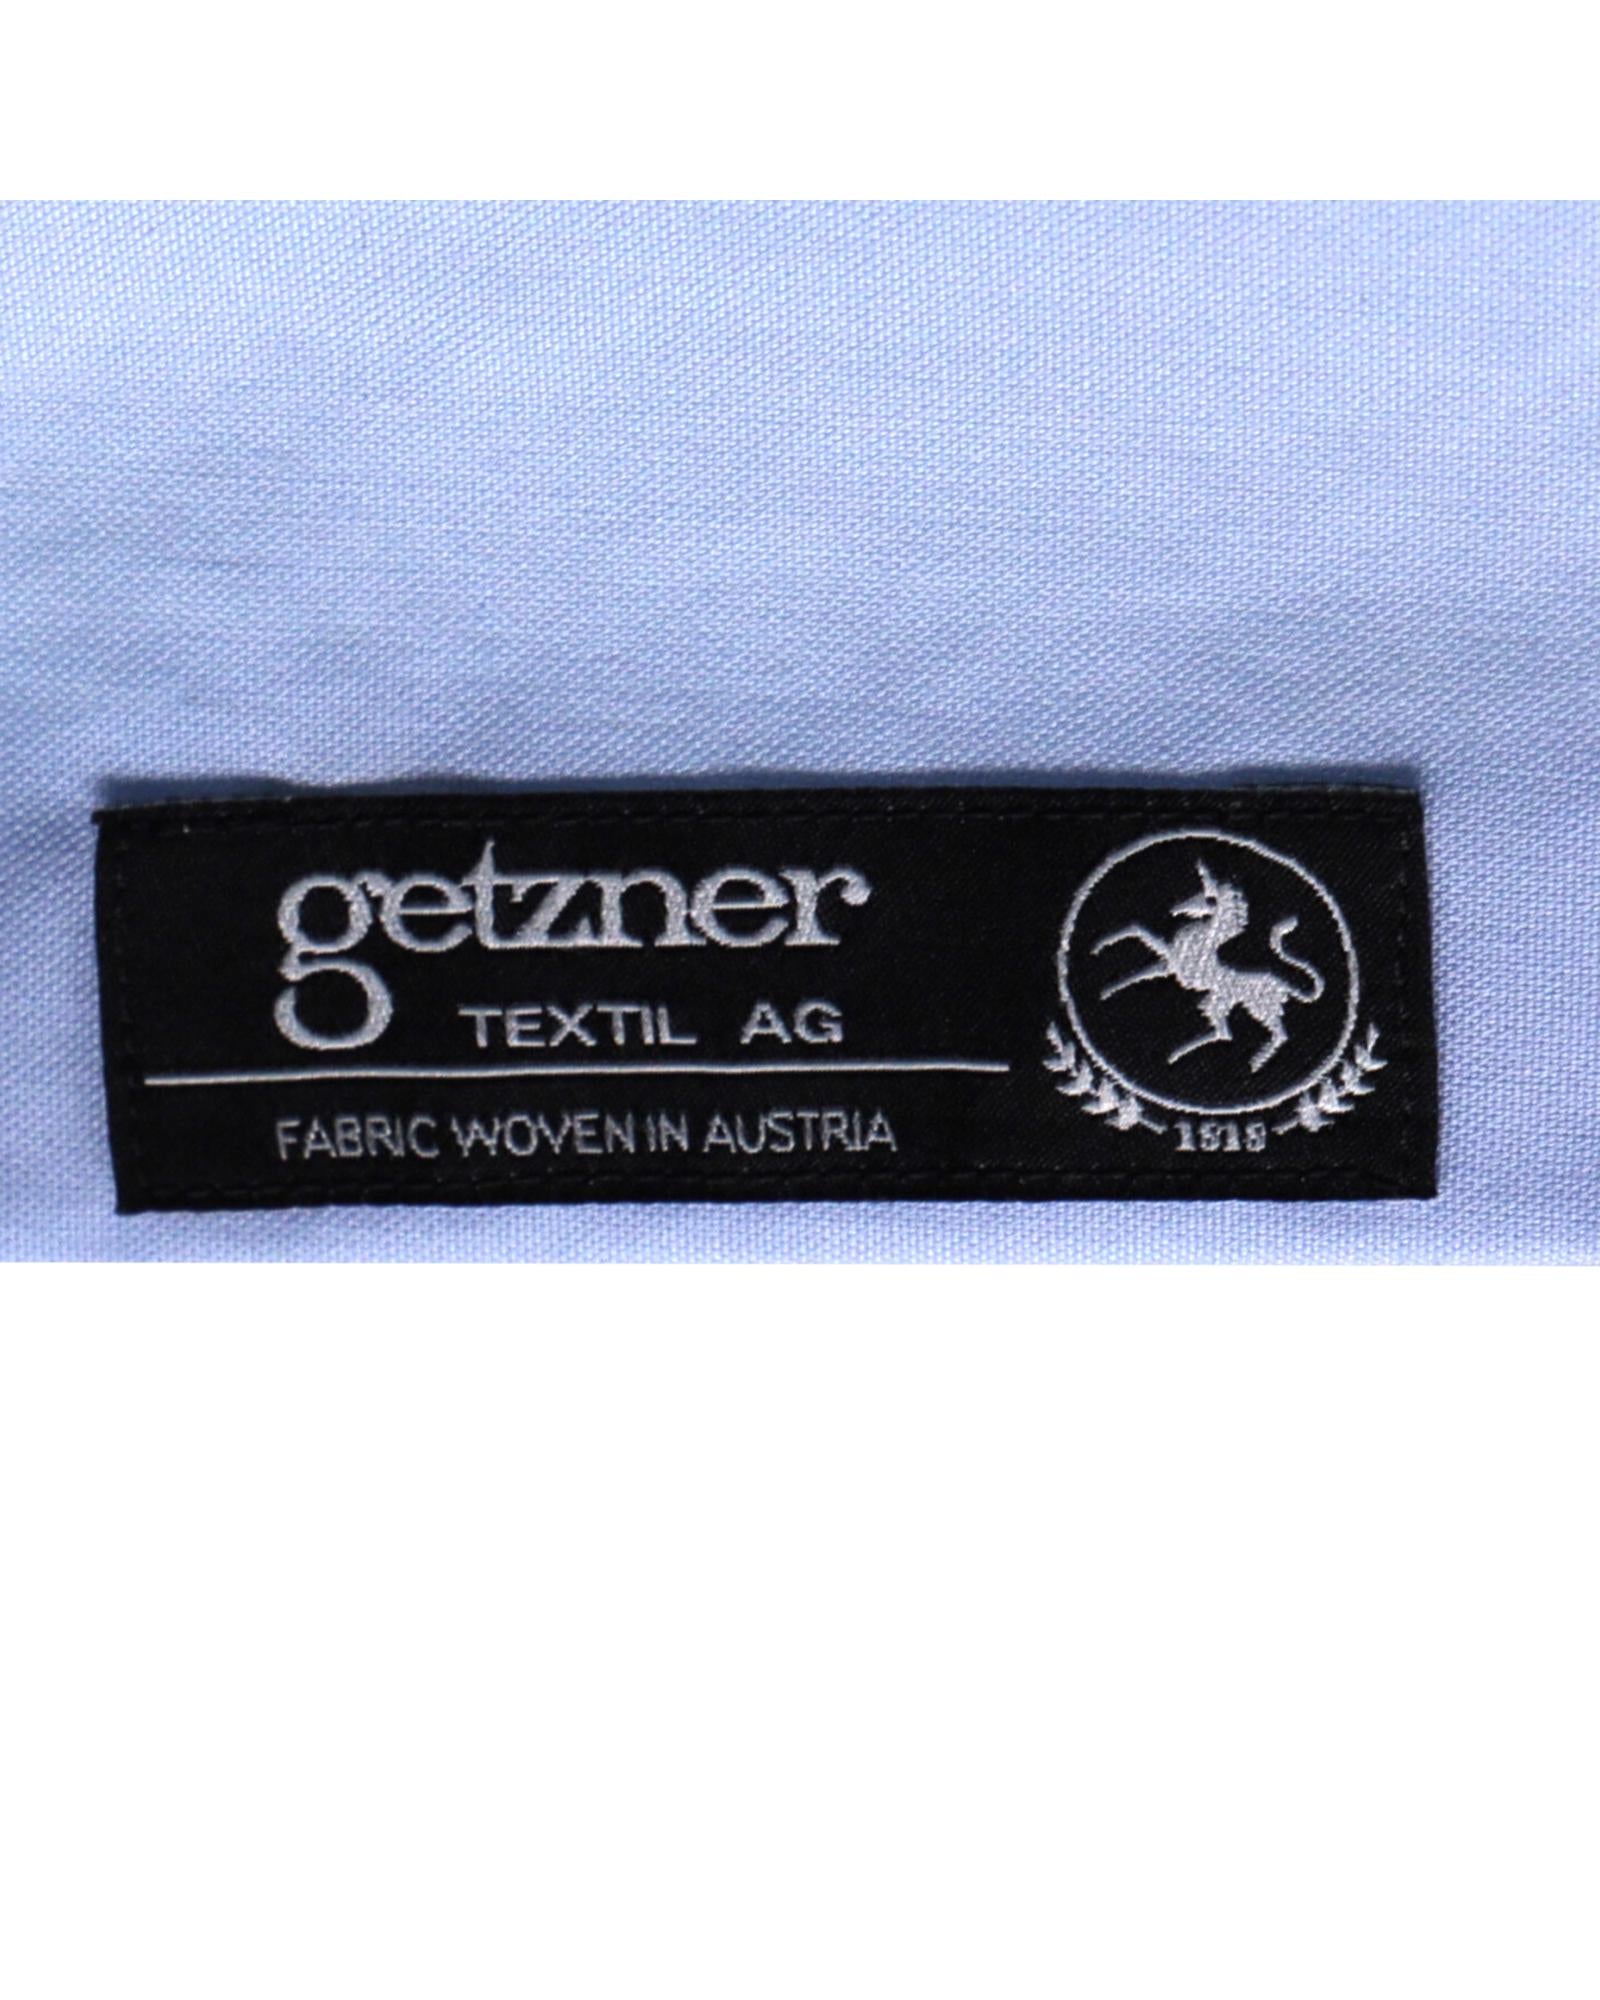 getzner
TEXTIL AG
FABRIC WOVEN IN AUSTRIA
1818